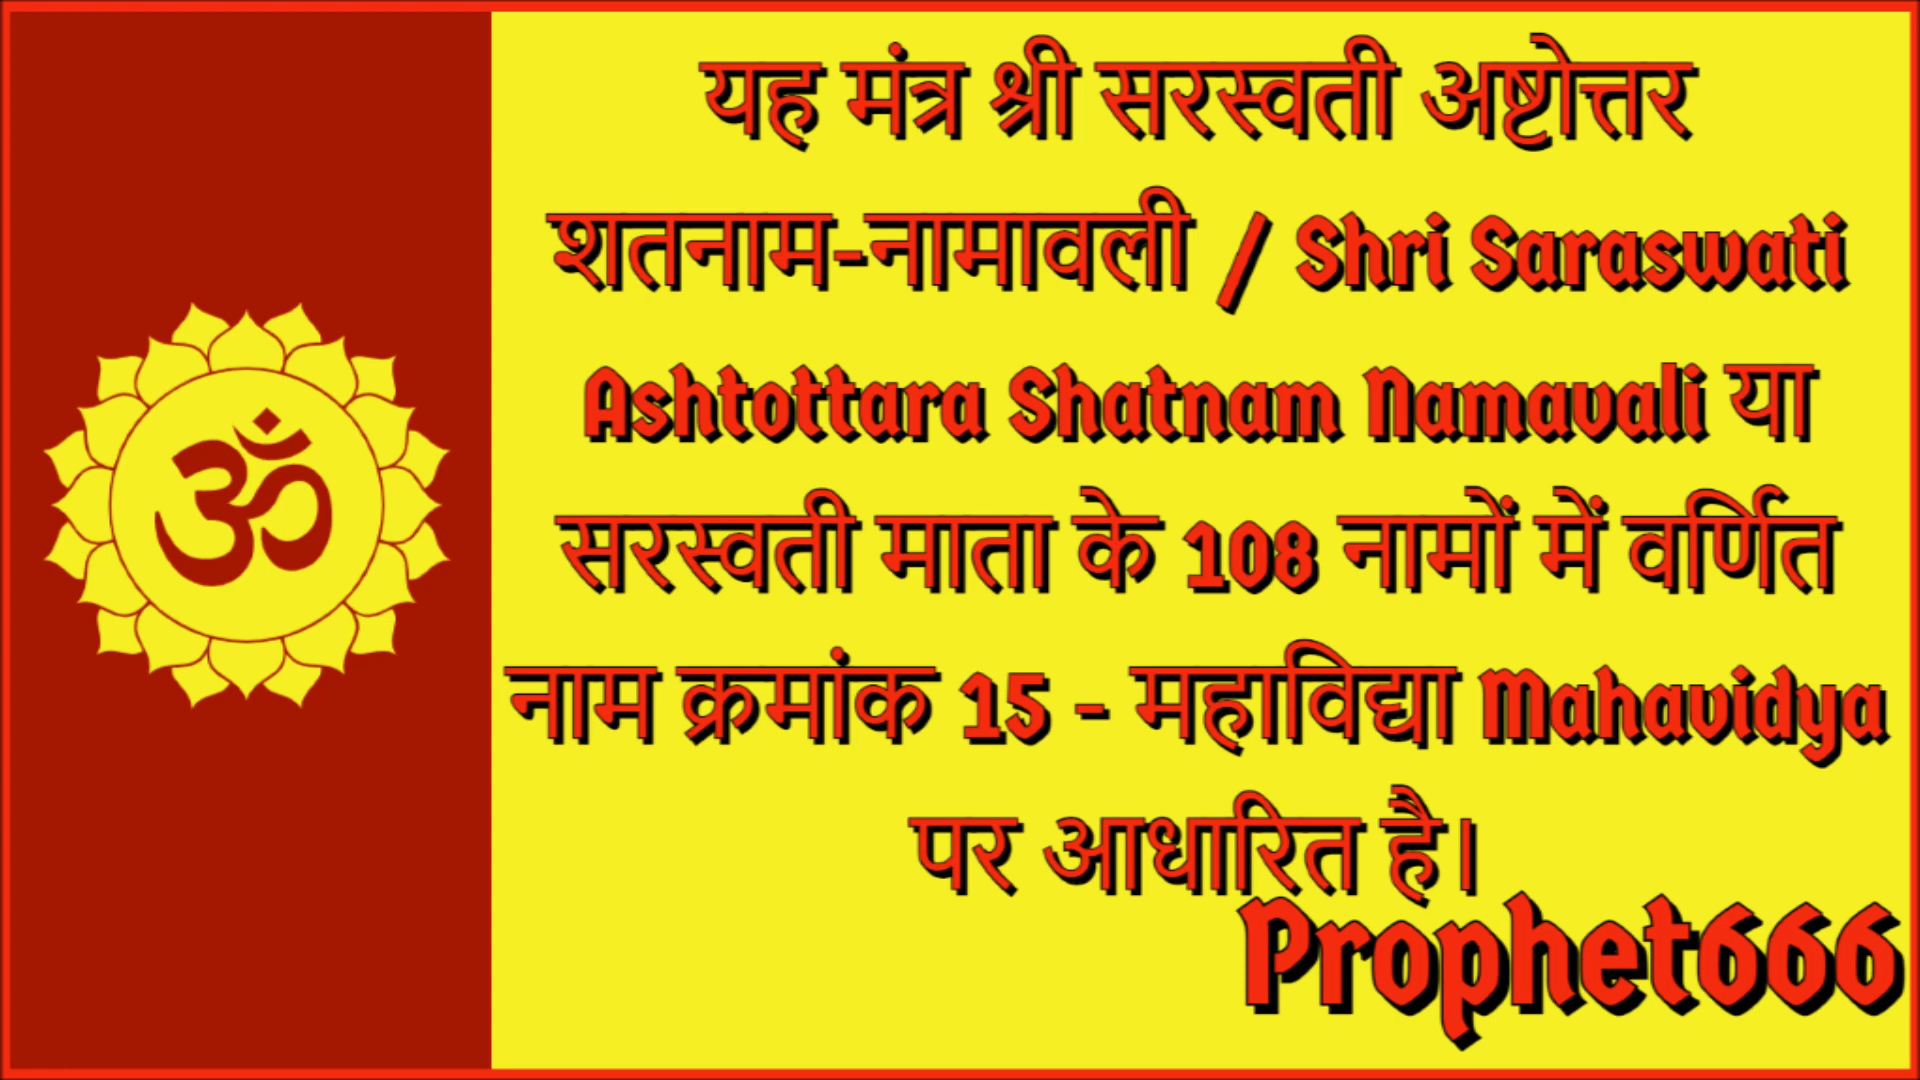 यह मंत्र श्री सरस्वती अष्टोत्तर
शतनाम-नामावली / Shri Saraswati
Ashtottara Shatnam Namavali या
सरस्वती माता के 108 नामों में वर्णित
नाम क्रमांक 15 - महाविद्या Mahavidya
पर आधारित है।
Prophet666
ॐ